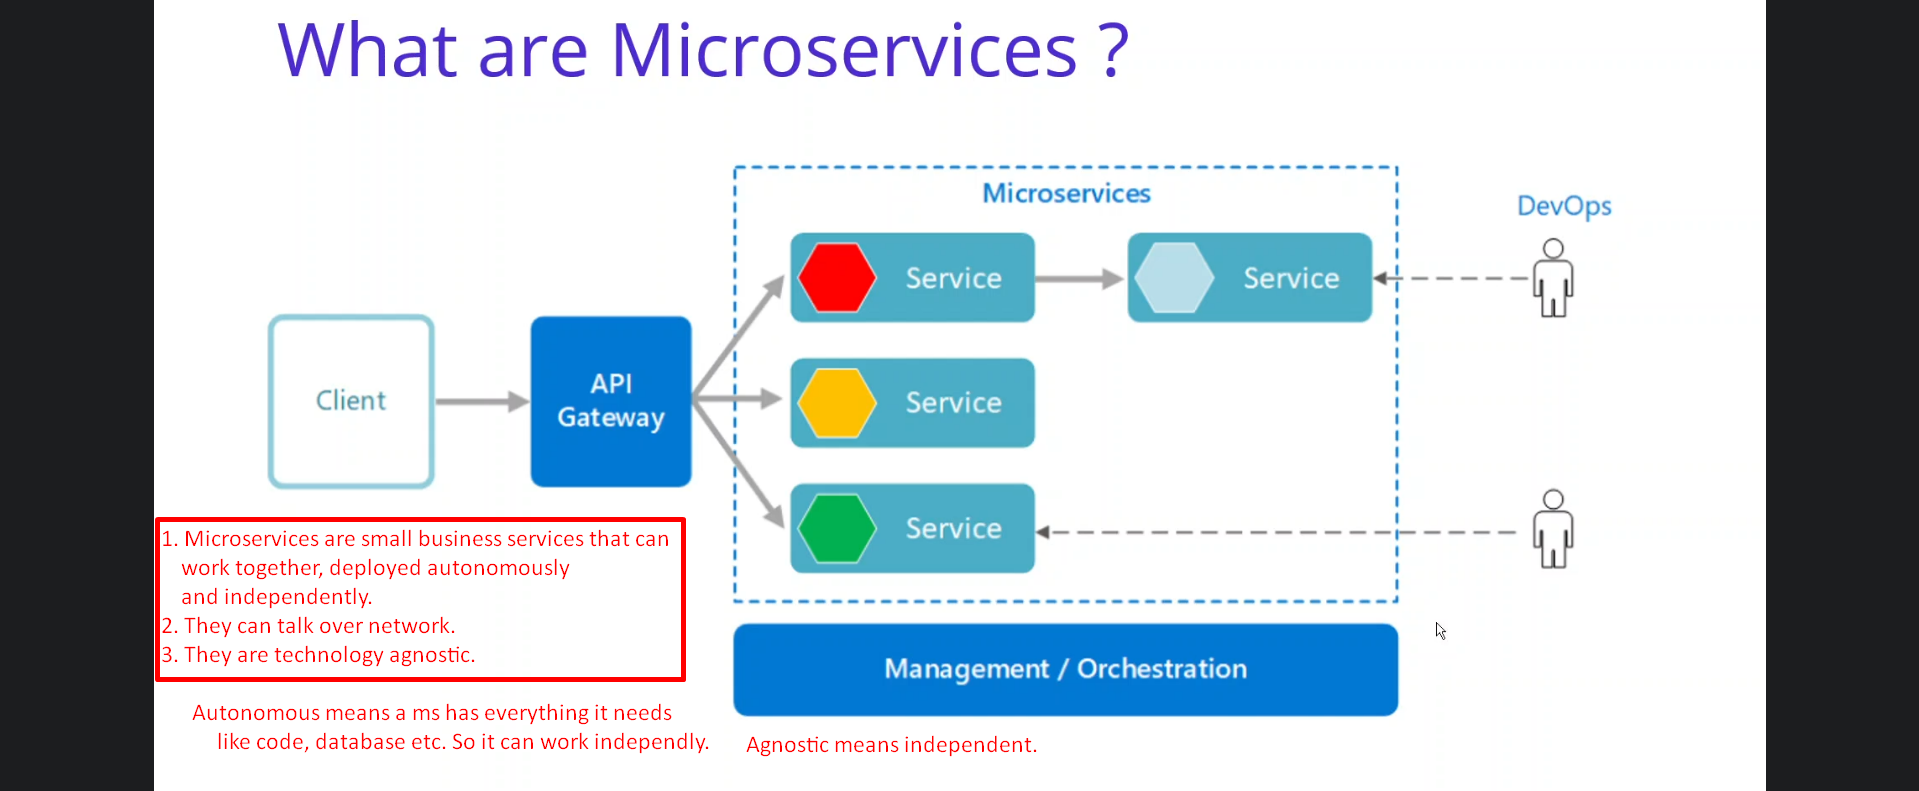 What are Microservices ?
Microservices
DevOps
Service
Service
Client
API
Gateway
Service
Service
1. Microservices are small business services that can
work together, deployed autonomously
and independently.
2. They can talk over network.
3. They are technology agnostic.
Management / Orchestration
Autonomous means a ms has everything it needs
like code, database etc. So it can work independly.
Agnostic means independent.